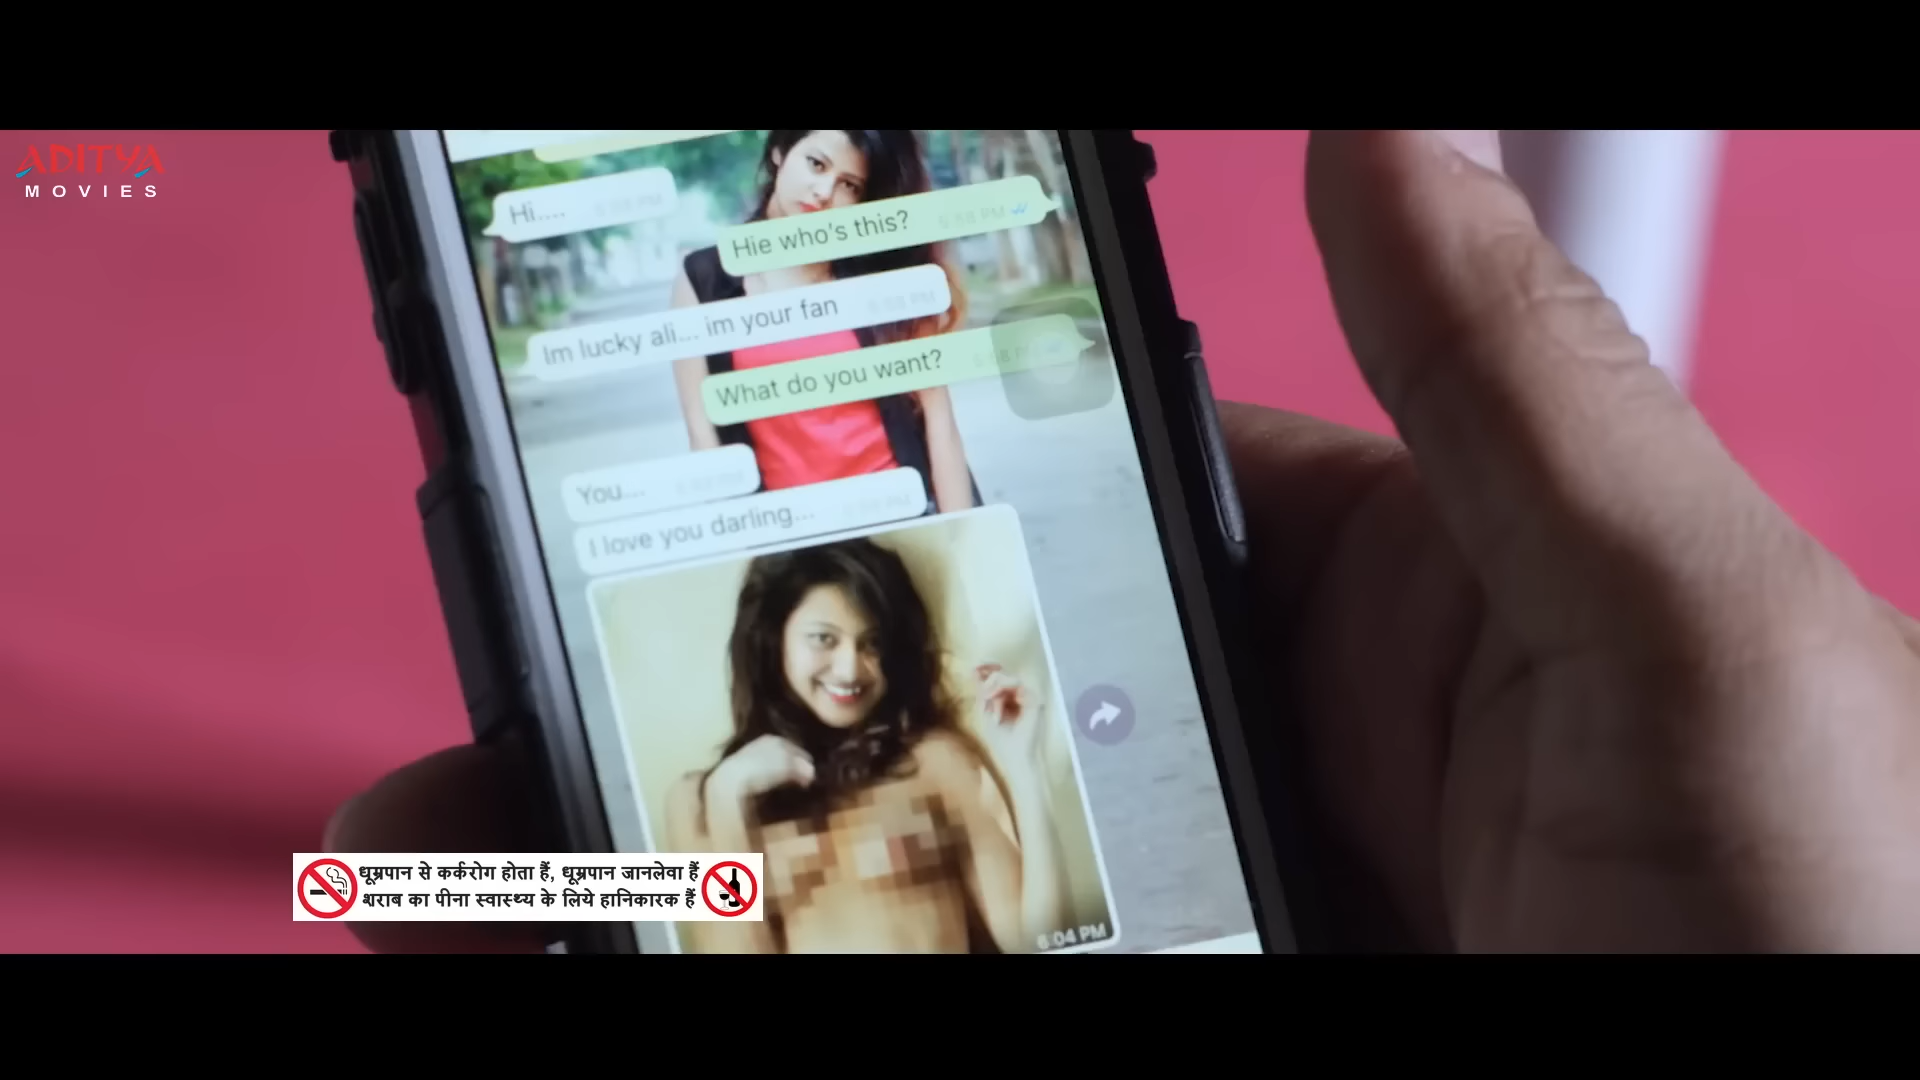 ADITYA
MOVIES
Hi....
Hie who's this?
Im lucky ali... im your fan
What do you want?
You...
I love you darling...
6:04 PM
धूम्रपान से कर्करोग होता हैं, धूम्रपान जानलेवा हैं
शराब का पीना स्वास्थ्य के लिये हानिकारक हैं